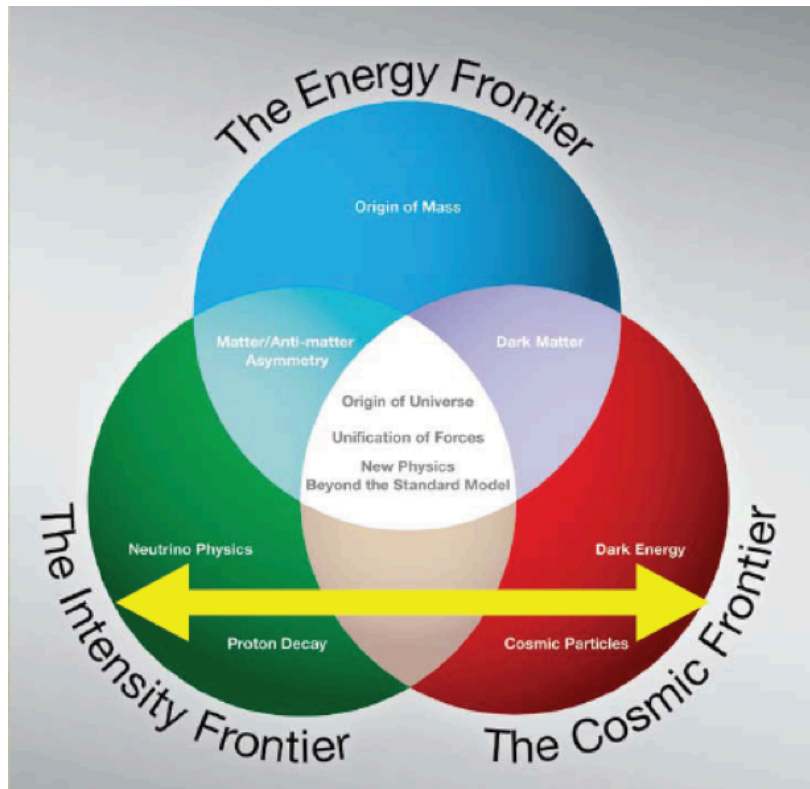 The Energy Frontier
Origin of Mass
Matter/Anti-matter
Asymmetry
Dark Matter
Origin of Universe
Unification of Forces
New Physics
Beyond the Standard Model
Neutrino Physics
Dark Energy
Proton Decay
Cosmic Particles
The Intensity Frontier
The Cosmic Frontier